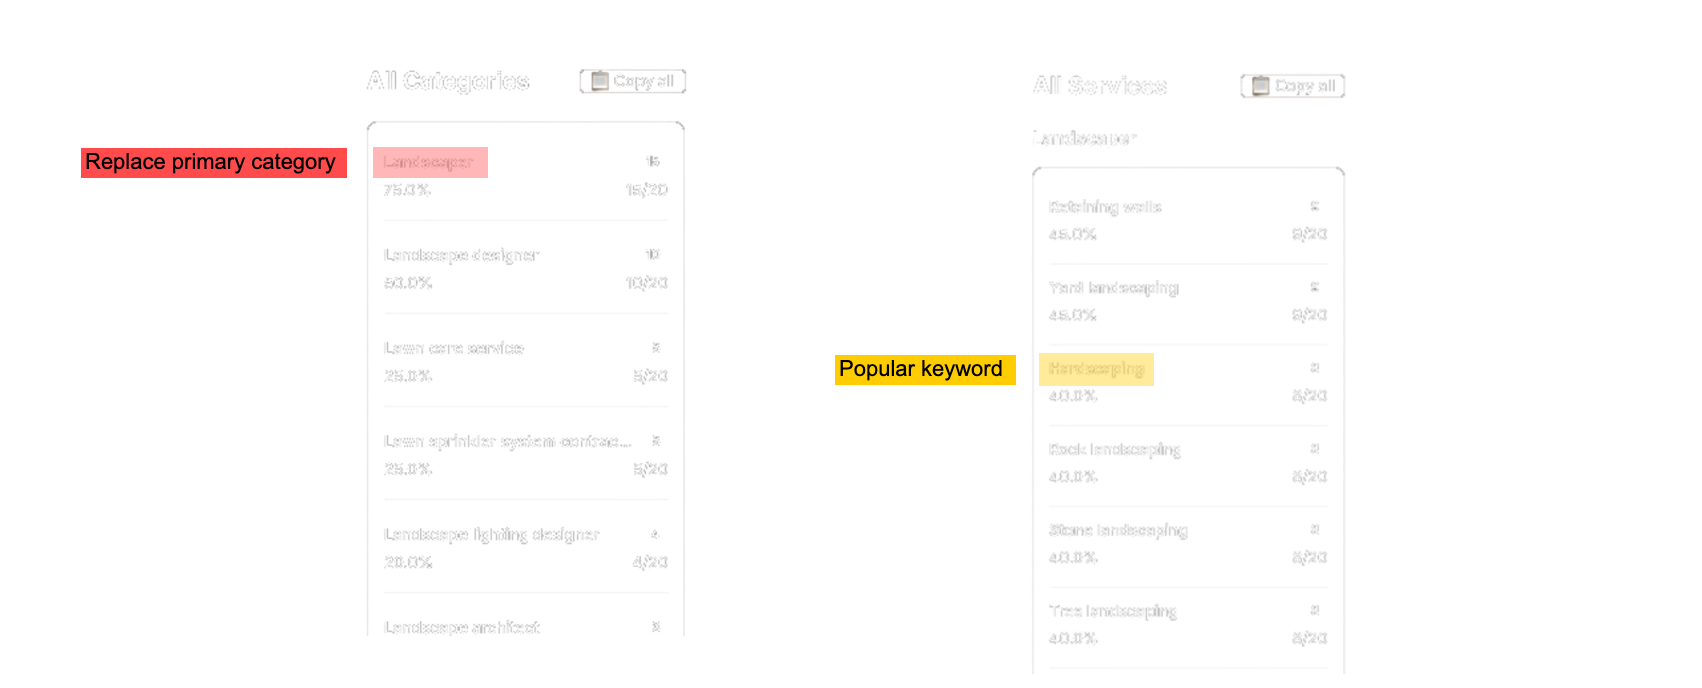 All Categories
Copy all
Replace primary category
Landscaper
15
75.0%
15/20
Landscape designer
10
50.0%
10/20
Lawn care service
5
25.0%
5/20
Lawn sprinkler system contrac...
5
25.0%
5/20
Landscape lighting designer
4
20.0%
4/20
Landscape architect
3
All Services
Copy all
Landscaper
Retaining walls
9
45.0%
9/20
Yard landscaping
9
45.0%
9/20
Popular keyword
Hardscaping
8
40.0%
8/20
Rock landscaping
8
40.0%
8/20
Stone landscaping
8
40.0%
8/20
Tree landscaping
8
40.0%
8/20